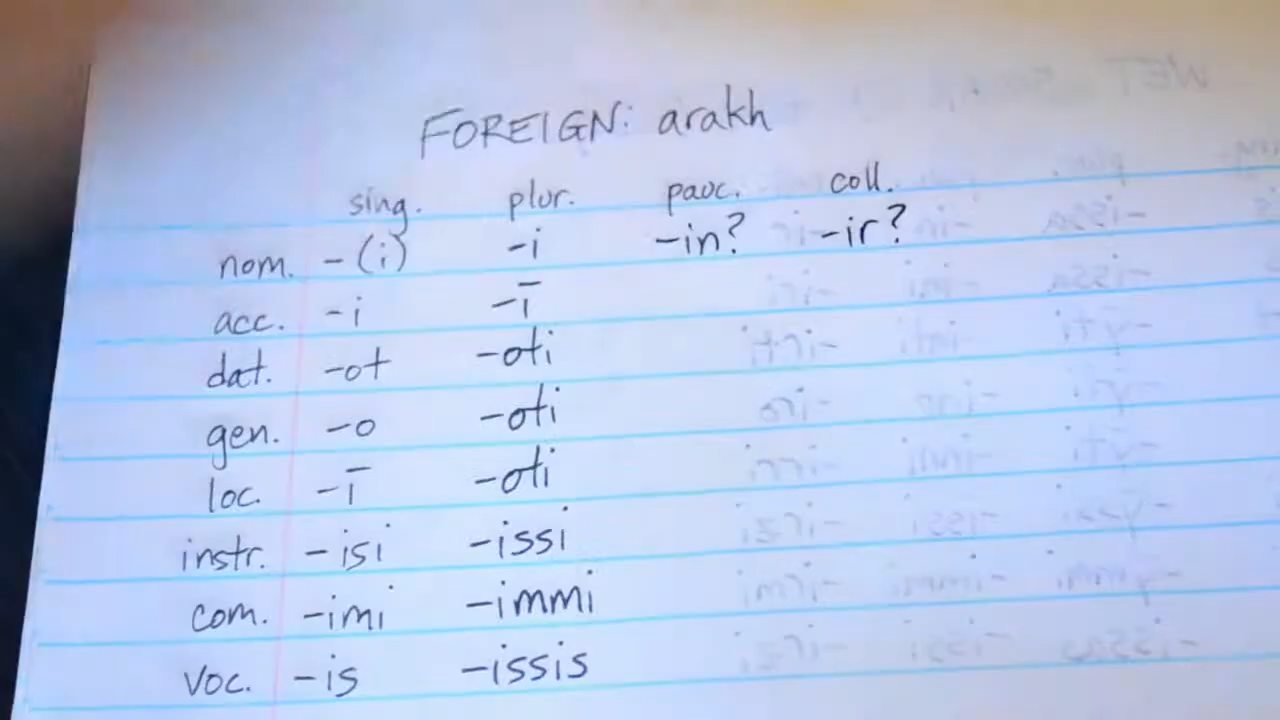 FOREIGN: arakh
sing. plur. pauc. coll.
nom. -(i) -i -in? -ir?
acc. -i -ī
dat. -ot -oti
gen. -o -oti
loc. -ī -oti
instr. -isi -issi
com. -imi -immi
voc. -is -issis